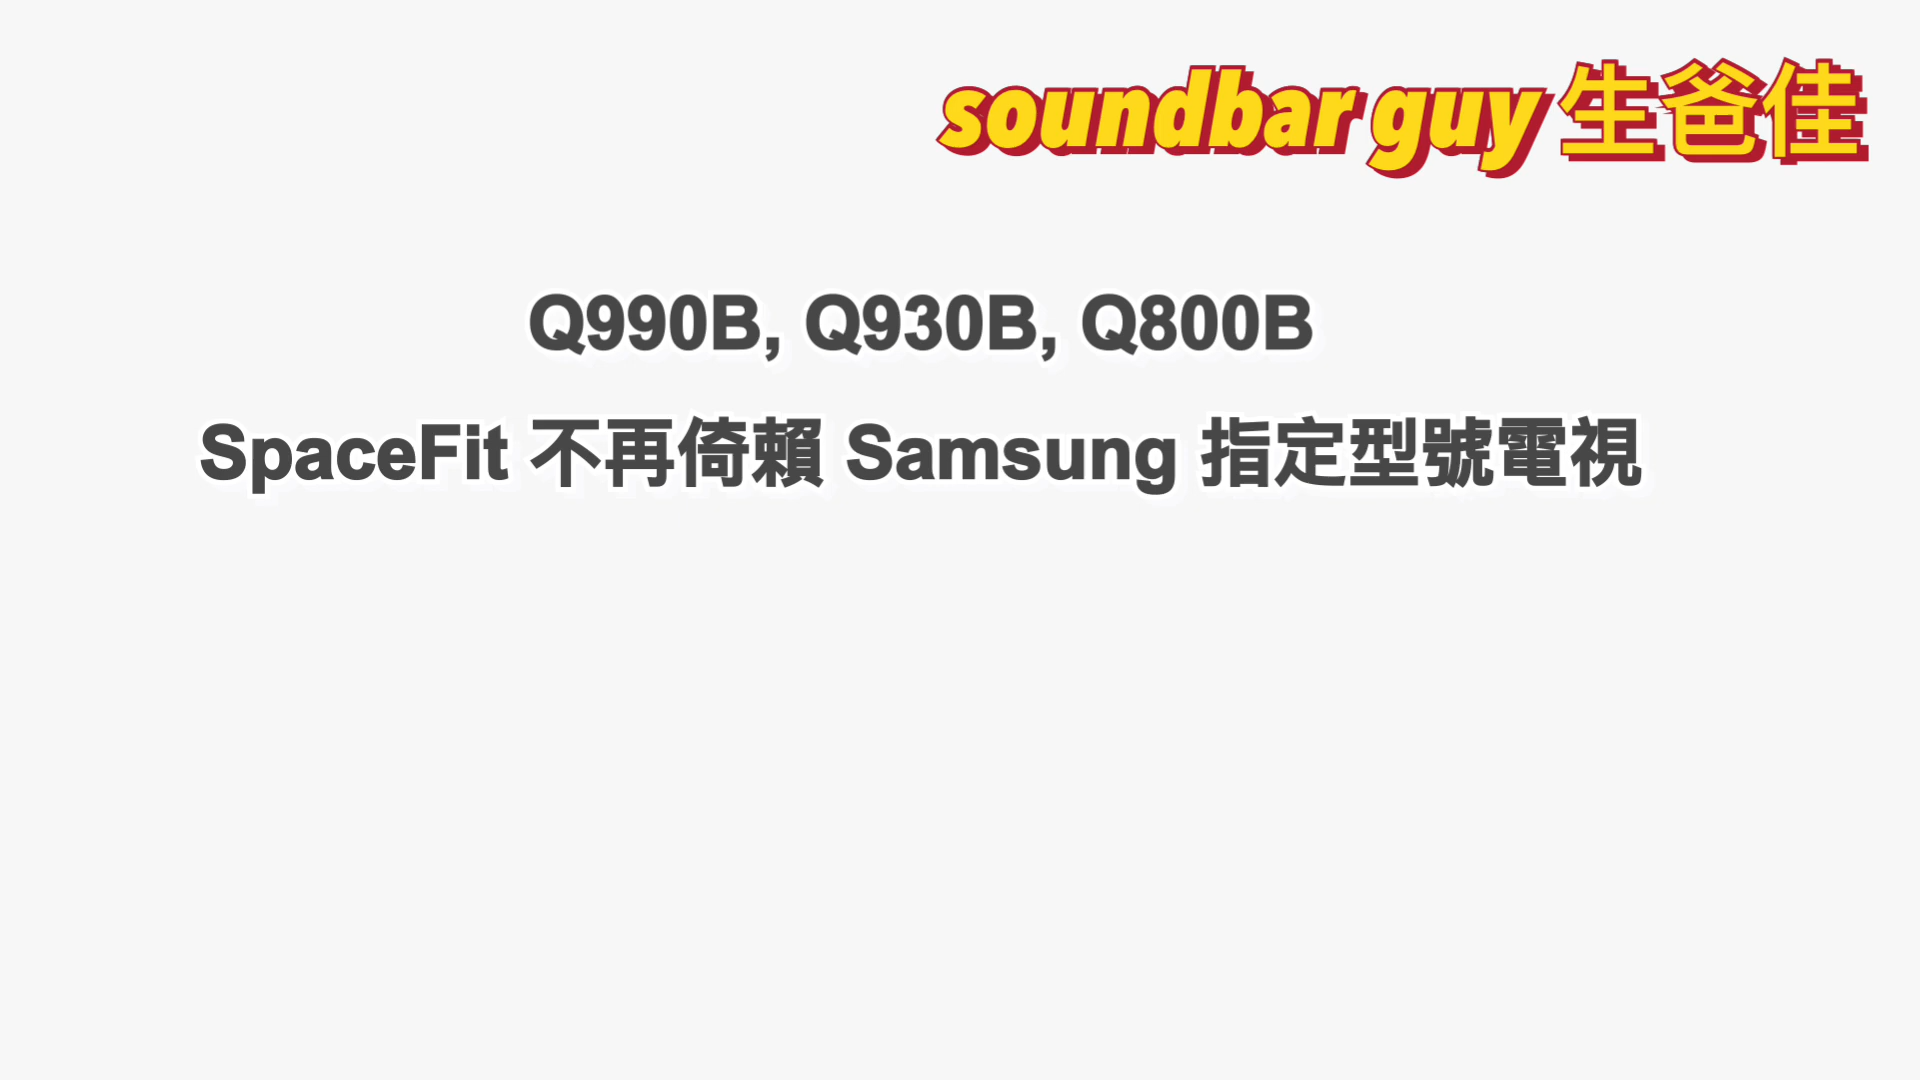 soundbar guy 生爸佳
Q990B, Q930B, Q800B
SpaceFit 不再倚賴 Samsung 指定型號電視